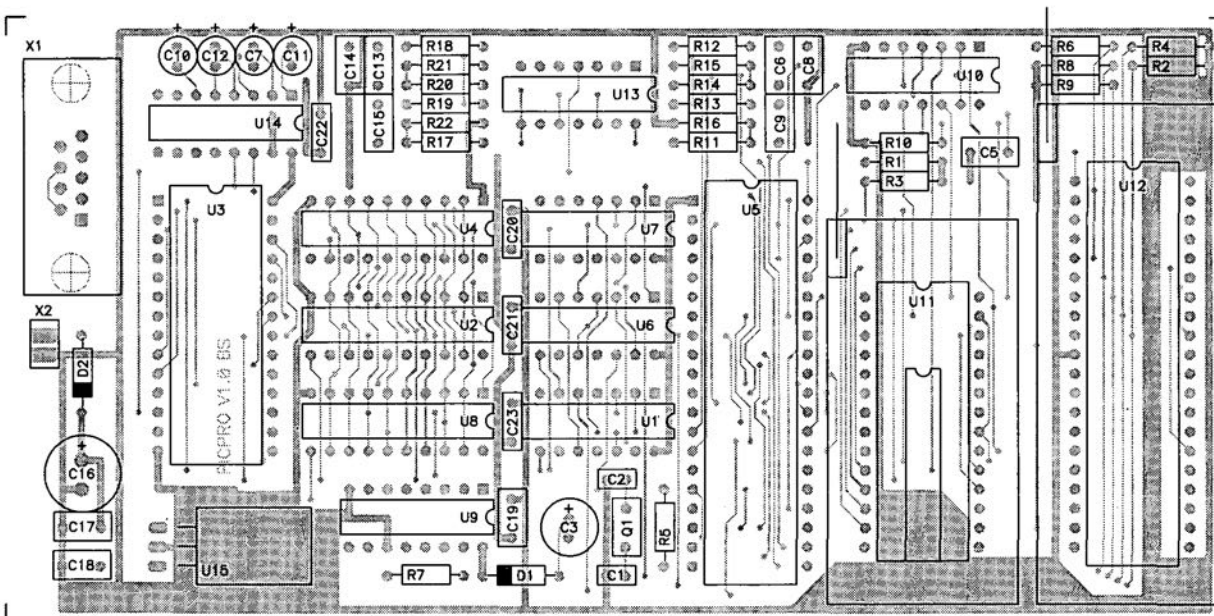 X1
C10 C12 C7 C11
C14 C13
R18
R21
R20
R19
R22
R17
C15
U14
C22
U13
R12
R15
R14
R13
R16
R11
C6 C8
C9
U10
R10
R1
R3
C5
R6
R8
R9
R4
R2
U3
U4
C20
U7
U5
U12
X2
D2
U2
C21
U6
U11
PICPRO V1.0 BS
U8
C23
U1
C16
C17
C18
U15
U9
C19
C3
C2
Q1
R5
R7
D1
C1